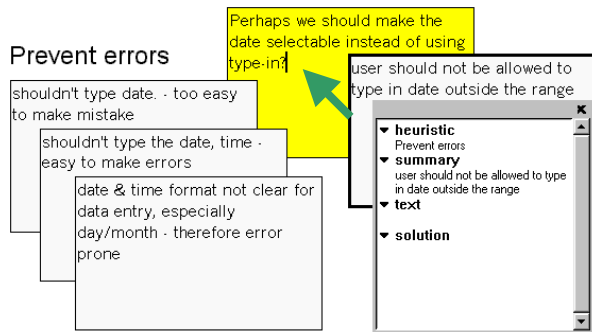 Prevent errors
shouldn't type date. - too easy
to make mistake
shouldn't type the date, time -
easy to make errors
date & time format not clear for
data entry, especially
day/month - therefore error
prone
Perhaps we should make the
date selectable instead of using
type-in?
user should not be allowed to
type in date outside the range
heuristic
Prevent errors
summary
user should not be allowed to type
in date outside the range
text
solution